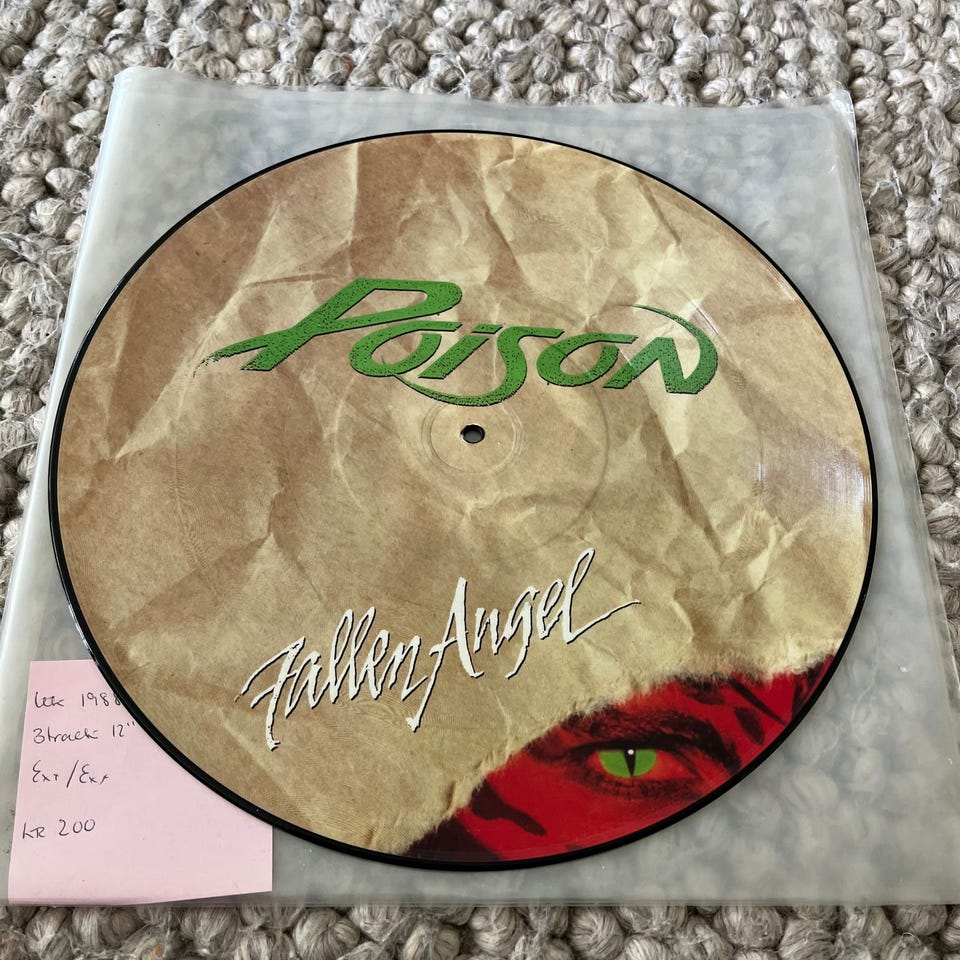 Poison
Fallen Angel
UK 1988
3track 12"
Ex+/Ex+
KR 200